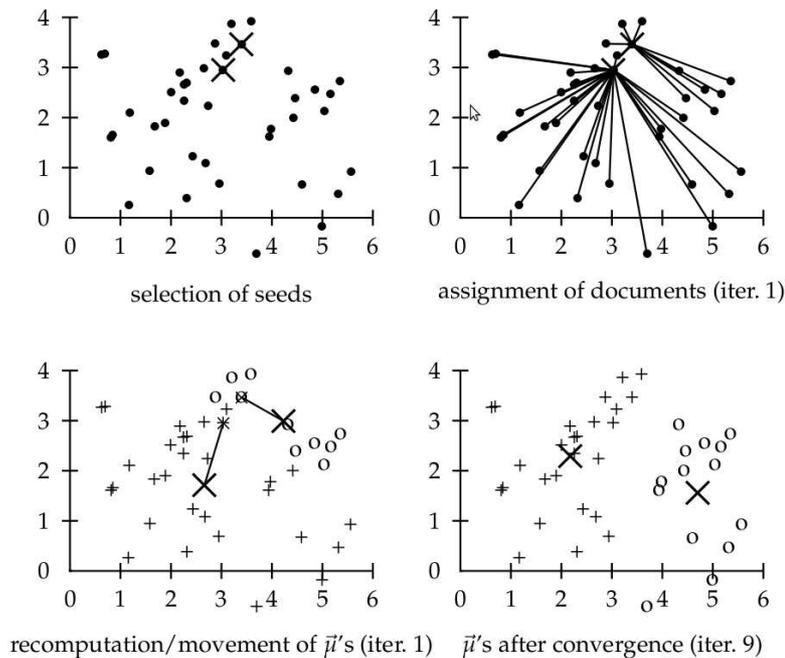 4
3
2
1
0
0 1 2 3 4 5 6
selection of seeds
4
3
2
1
0
0 1 2 3 4 5 6
assignment of documents (iter. 1)
4
3
2
1
0
0 1 2 3 4 5 6
recomputation/movement of μ⃗'s (iter. 1)
4
3
2
1
0
0 1 2 3 4 5 6
μ⃗'s after convergence (iter. 9)